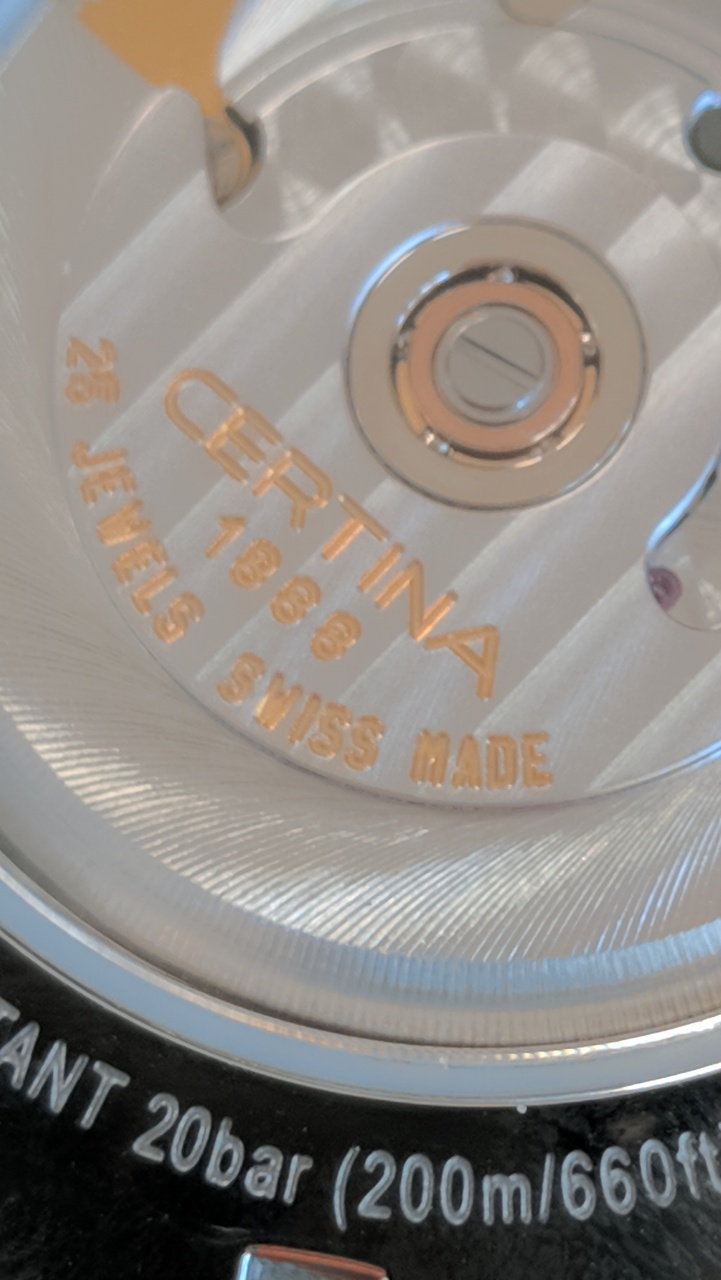 CERTINA
1888
25 JEWELS SWISS MADE
TANT 20bar (200m/660ft